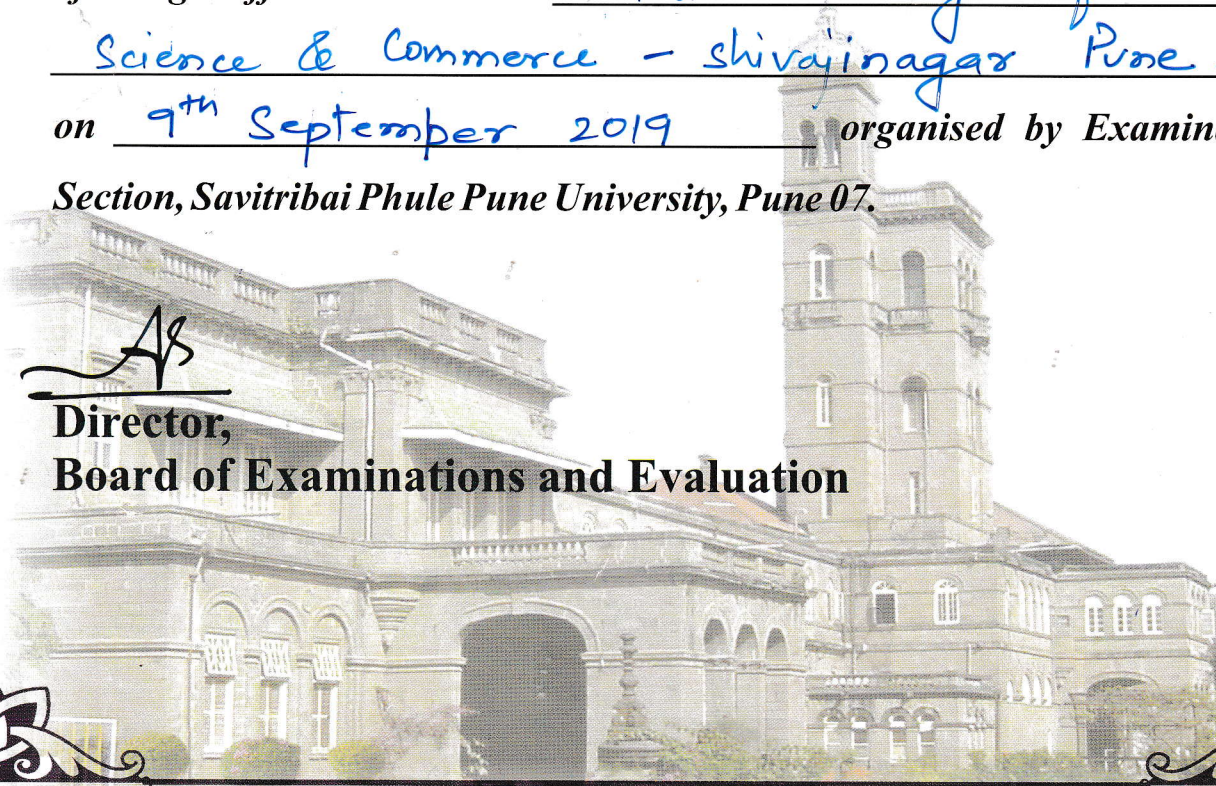 Science & Commerce - Shivajinagar Pune
on 9th September 2019 organised by Examin
Section, Savitribai Phule Pune University, Pune 07.
Director,
Board of Examinations and Evaluation